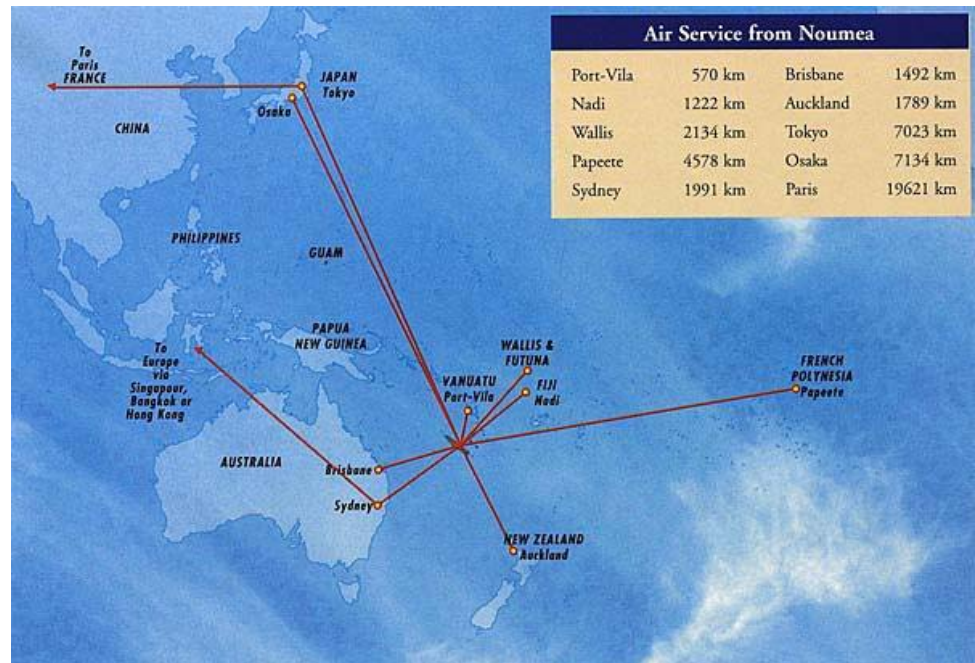 Air Service from Noumea
Port-Vila 570 km Brisbane 1492 km
Nadi 1222 km Auckland 1789 km
Wallis 2134 km Tokyo 7023 km
Papeete 4578 km Osaka 7134 km
Sydney 1991 km Paris 19621 km
To
Paris
FRANCE
JAPAN
Tokyo
Osaka
CHINA
PHILIPPINES
GUAM
PAPUA
NEW GUINEA
To
Europe
via
Singapour,
Bangkok or
Hong Kong
WALLIS &
FUTUNA
VANUATU
Port-Vila
FIJI
Nadi
FRENCH
POLYNESIA
Papeete
AUSTRALIA
Brisbane
Sydney
NEW ZEALAND
Auckland